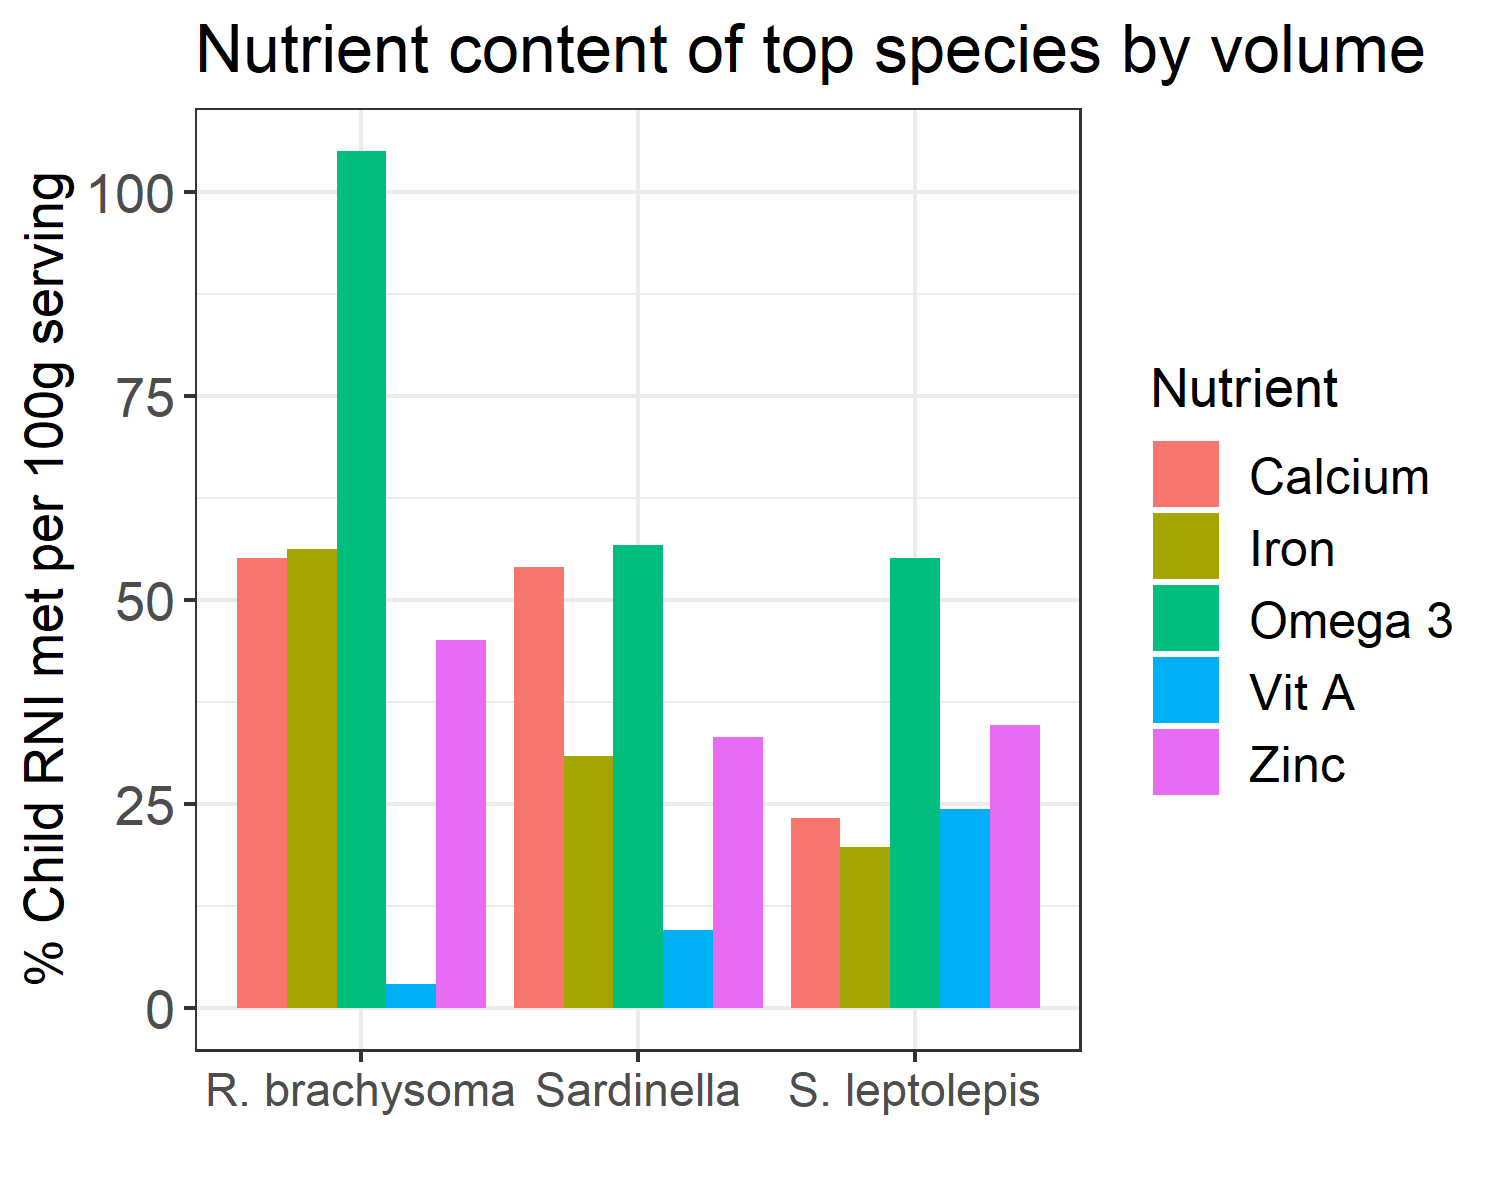 Nutrient content of top species by volume
% Child RNI met per 100g serving
100
75
50
25
0
R. brachysoma
Sardinella
S. leptolepis
Nutrient
Calcium
Iron
Omega 3
Vit A
Zinc